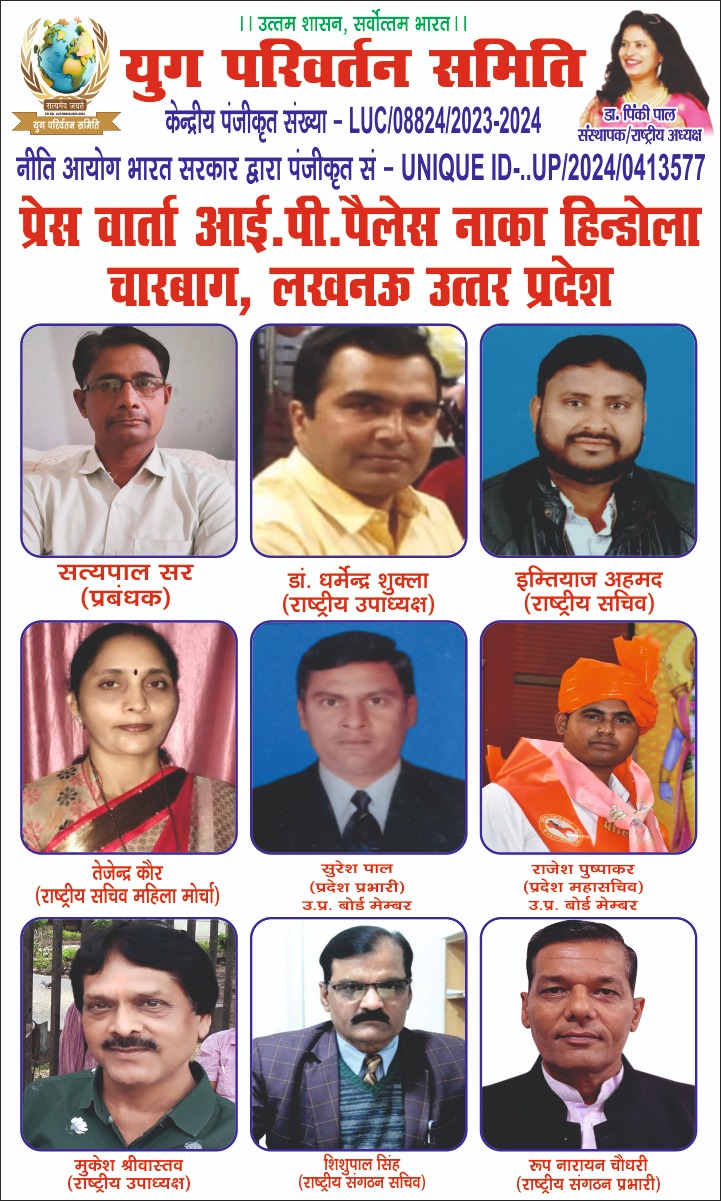 ।। उत्तम शासन, सर्वोत्तम भारत।।
युग परिवर्तन समिति
सत्यमेव जयते
युग परिवर्तन समिति
डा. पिंकी पाल
संस्थापक/राष्ट्रीय अध्यक्ष
केन्द्रीय पंजीकृत संख्या – LUC/08824/2023-2024
नीति आयोग भारत सरकार द्वारा पंजीकृत सं – UNIQUE ID-..UP/2024/0413577
प्रेस वार्ता आई.पी.पैलेस नाका हिन्डोला
चारबाग, लखनऊ उत्तर प्रदेश
सत्यपाल सर
(प्रबंधक)
डां. धर्मेन्द्र शुक्ला
(राष्ट्रीय उपाध्यक्ष)
इम्तियाज अहमद
(राष्ट्रीय सचिव)
तेजेन्द्र कौर
(राष्ट्रीय सचिव महिला मोर्चा)
सुरेश पाल
(प्रदेश प्रभारी)
उ.प्र. बोर्ड मेम्बर
राजेश पुष्पाकर
(प्रदेश महासचिव)
उ.प्र. बोर्ड मेम्बर
मुकेश श्रीवास्तव
(राष्ट्रीय उपाध्यक्ष)
शिशुपाल सिंह
(राष्ट्रीय संगठन सचिव)
रूप नारायन चौधरी
(राष्ट्रीय संगठन प्रभारी)